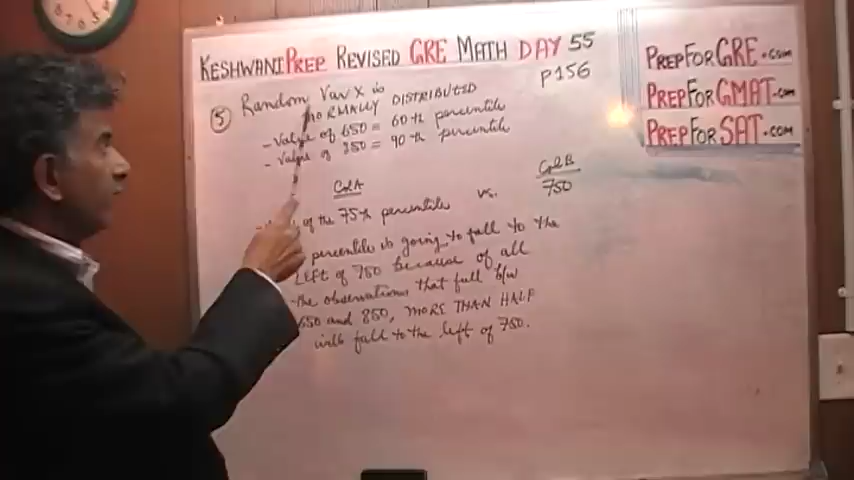 KESHWANIPREP REVISED GRE MATH DAY 55
P156
PREPFORGRE.com
PREPFORGMAT.com
PREPFORSAT.com
5 Random Var X is
NORMALLY DISTRIBUTED
- Value of 650 = 60th percentile
- Value of 850 = 90th percentile
Col A vs. Col B
of the 75th percentile 750
percentile is going to fall to the
LEFT of 750 because of all
the observations that fall b/w
650 and 850, MORE THAN HALF
will fall to the left of 750.